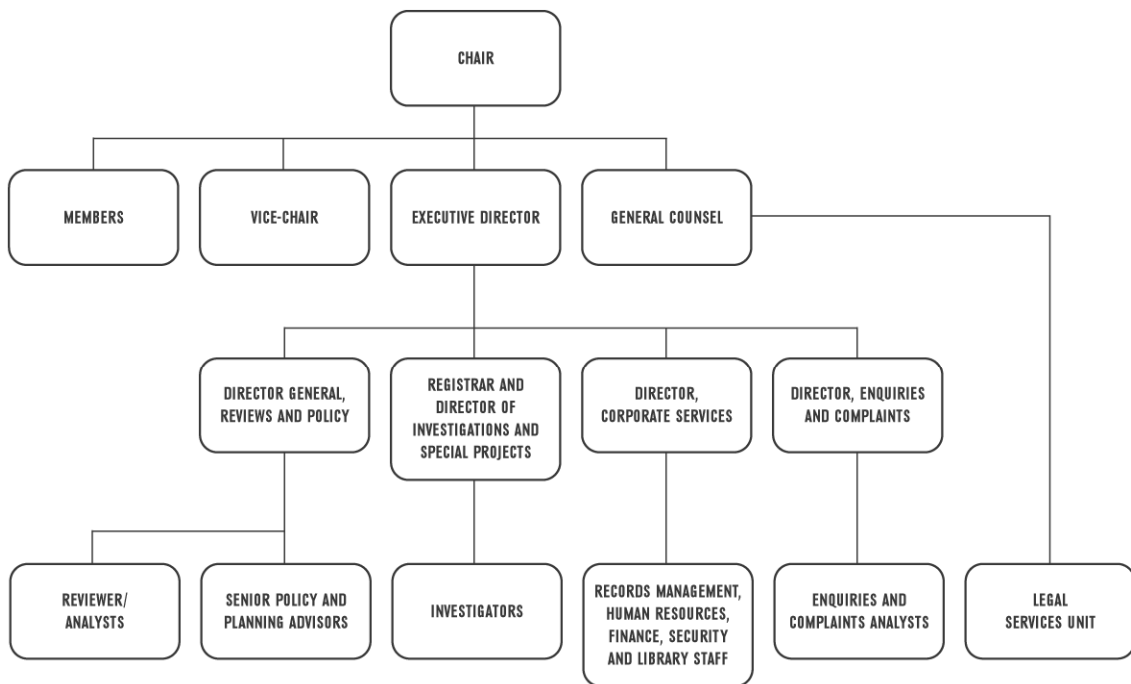 CHAIR
MEMBERS
VICE-CHAIR
EXECUTIVE DIRECTOR
GENERAL COUNSEL
DIRECTOR GENERAL,
REVIEWS AND POLICY
REGISTRAR AND
DIRECTOR OF
INVESTIGATIONS AND
SPECIAL PROJECTS
DIRECTOR,
CORPORATE SERVICES
DIRECTOR, ENQUIRIES
AND COMPLAINTS
REVIEWER/
ANALYSTS
SENIOR POLICY AND
PLANNING ADVISORS
INVESTIGATORS
RECORDS MANAGEMENT,
HUMAN RESOURCES,
FINANCE, SECURITY
AND LIBRARY STAFF
ENQUIRIES AND
COMPLAINTS ANALYSTS
LEGAL
SERVICES UNIT